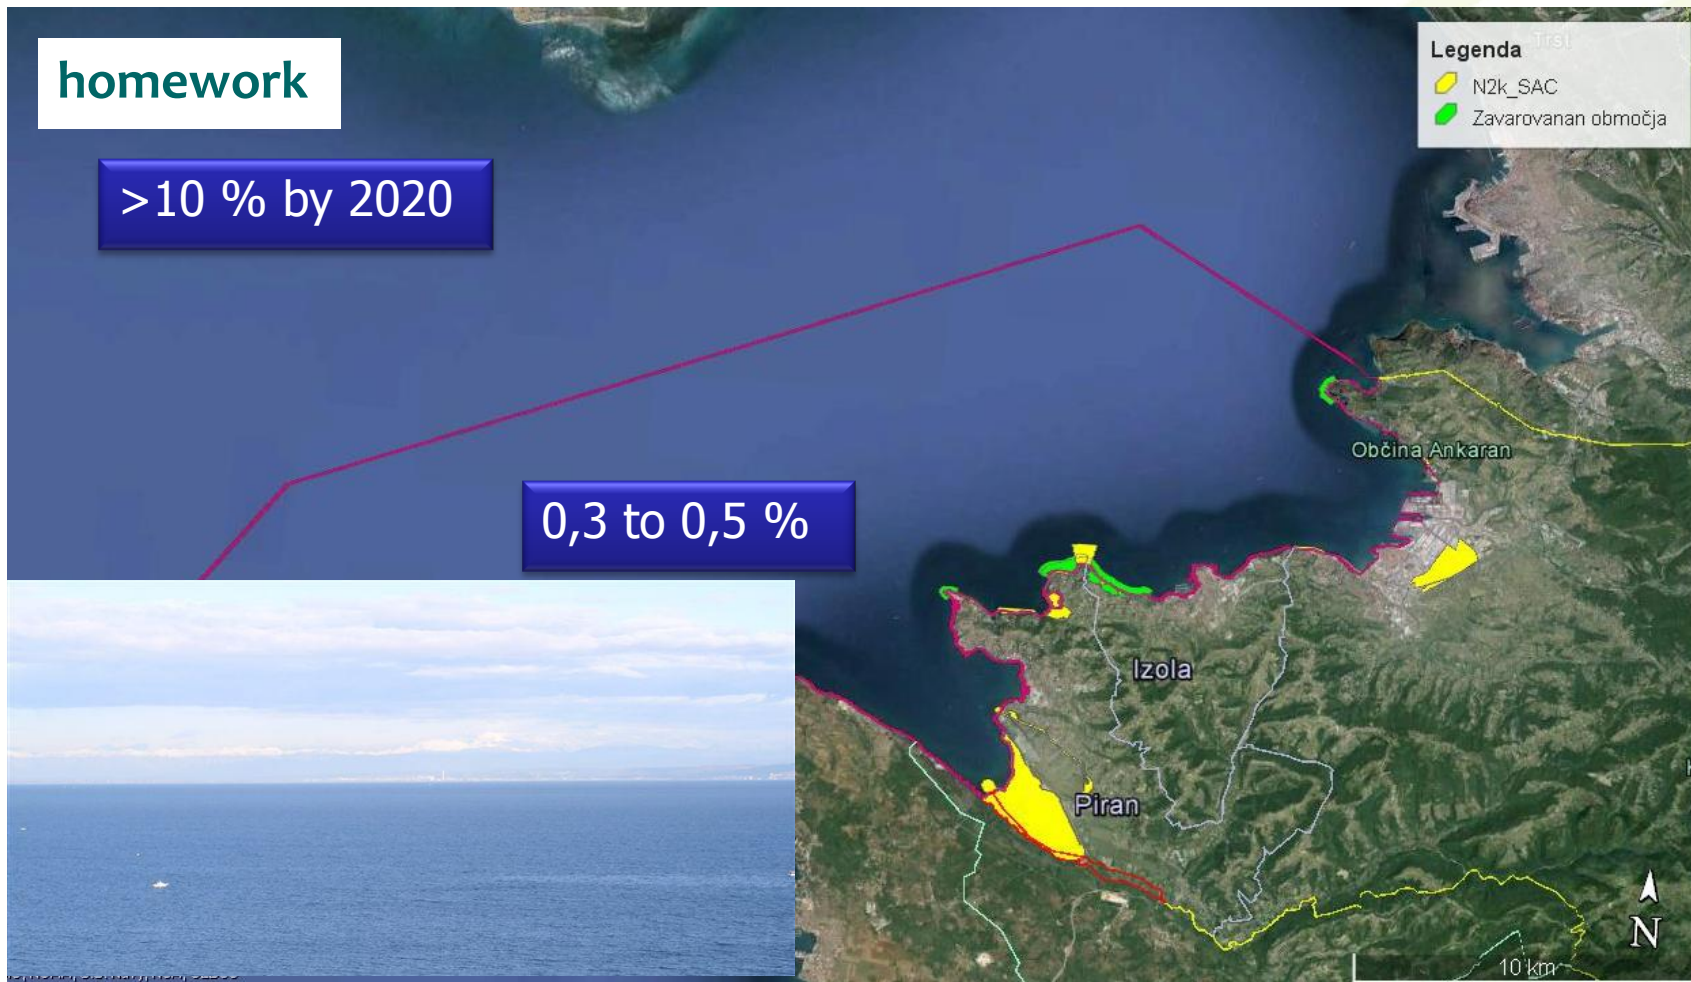 homework
>10 % by 2020
Trst
Legenda
N2k_SAC
Zavarovanan območja
Občina Ankaran
0,3 to 0,5 %
Izola
Piran
N
10 km